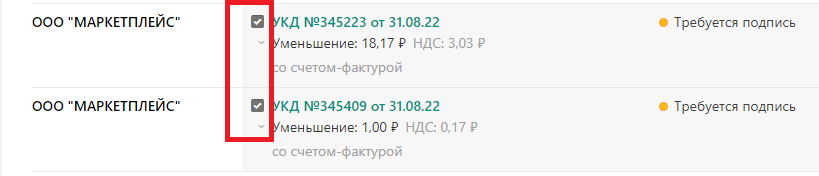 ООО "МАРКЕТПЛЕЙС" УКД №345223 от 31.08.22 Требуется подпись
Уменьшение: 18,17 ₽ НДС: 3,03 ₽
со счетом-фактурой
ООО "МАРКЕТПЛЕЙС" УКД №345409 от 31.08.22 Требуется подпись
Уменьшение: 1,00 ₽ НДС: 0,17 ₽
со счетом-фактурой